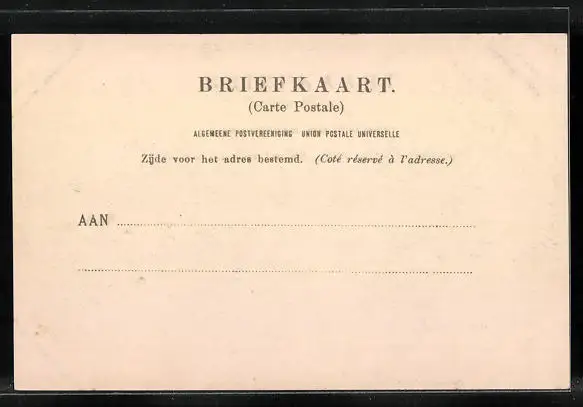 BRIEFKAART.
(Carte Postale)
ALGEMEENE POSTVEREENIGING UNION POSTALE UNIVERSELLE
Zijde voor het adres bestemd. (Coté réservé à l'adresse.)
AAN